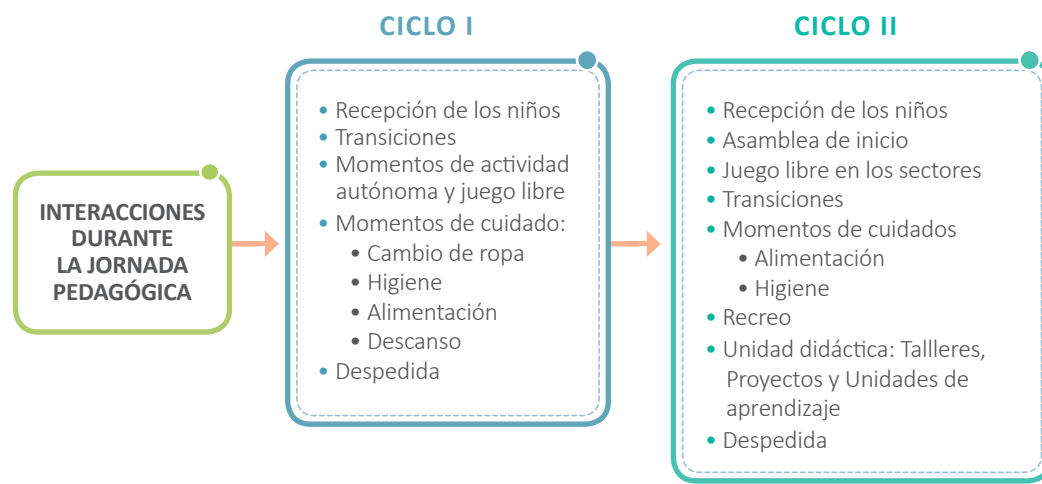 CICLO I
CICLO II
INTERACCIONES
DURANTE
LA JORNADA
PEDAGÓGICA
• Recepción de los niños
• Transiciones
• Momentos de actividad
autónoma y juego libre
• Momentos de cuidado:
• Cambio de ropa
• Higiene
• Alimentación
• Descanso
• Despedida
• Recepción de los niños
• Asamblea de inicio
• Juego libre en los sectores
• Transiciones
• Momentos de cuidados
• Alimentación
• Higiene
• Recreo
• Unidad didáctica: Tallleres,
Proyectos y Unidades de
aprendizaje
• Despedida